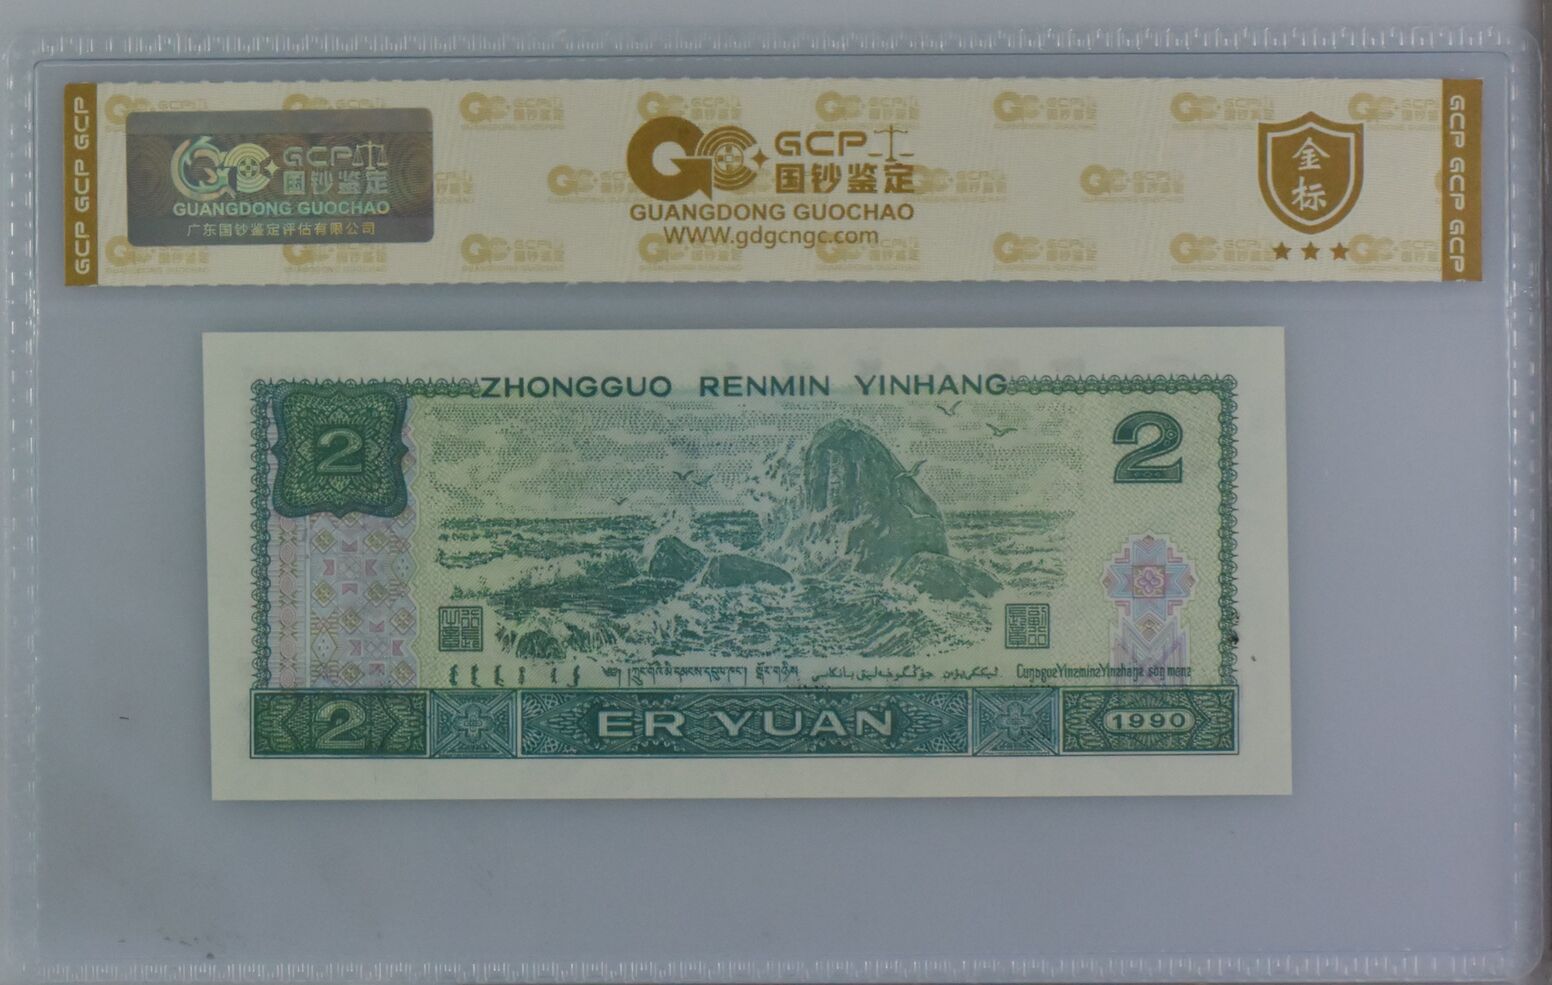 GCP GCP GCP
GCP
国钞鉴定
GUANGDONG GUOCHAO
广东国钞鉴定评估有限公司
GCP
国钞鉴定
GUANGDONG GUOCHAO
WWW.gdgcngc.com
金标
GCP GCP GCP
ZHONGGUO RENMIN YINHANG
2
2
2
ER YUAN
1990